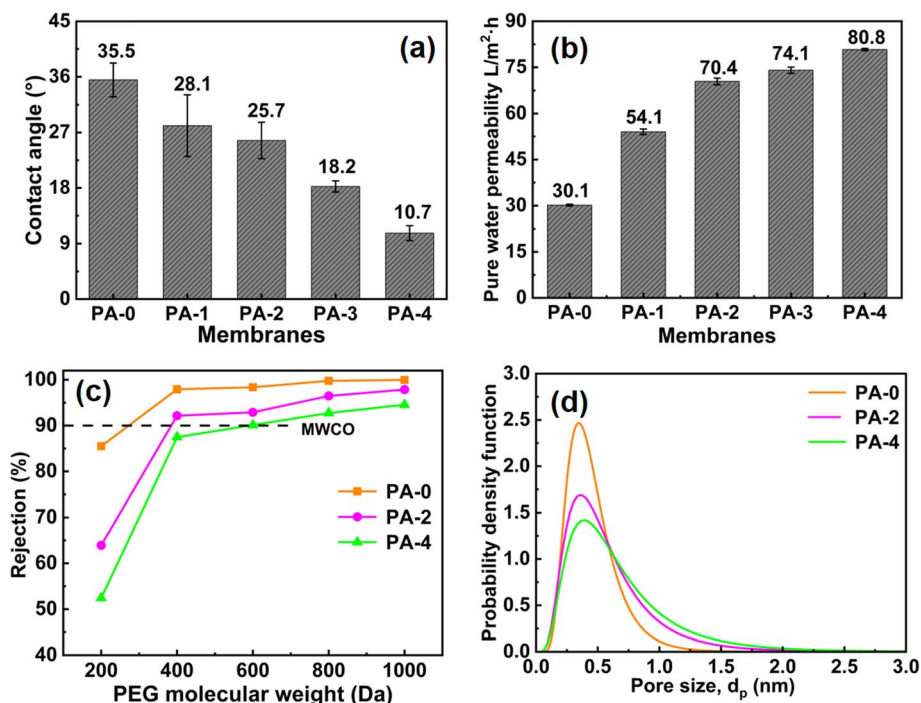 (a)
Contact angle (°)
45
36
27
18
9
0
35.5
28.1
25.7
18.2
10.7
PA-0 PA-1 PA-2 PA-3 PA-4
Membranes
(b)
Pure water permeability L/m²·h
90
75
60
45
30
15
0
30.1
54.1
70.4
74.1
80.8
PA-0 PA-1 PA-2 PA-3 PA-4
Membranes
(c)
Rejection (%)
100
90
80
70
60
50
40
MWCO
PA-0
PA-2
PA-4
200 400 600 800 1000
PEG molecular weight (Da)
(d)
Probability density function
3.0
2.5
2.0
1.5
1.0
0.5
0.0
PA-0
PA-2
PA-4
0.0 0.5 1.0 1.5 2.0 2.5 3.0
Pore size, dₚ (nm)